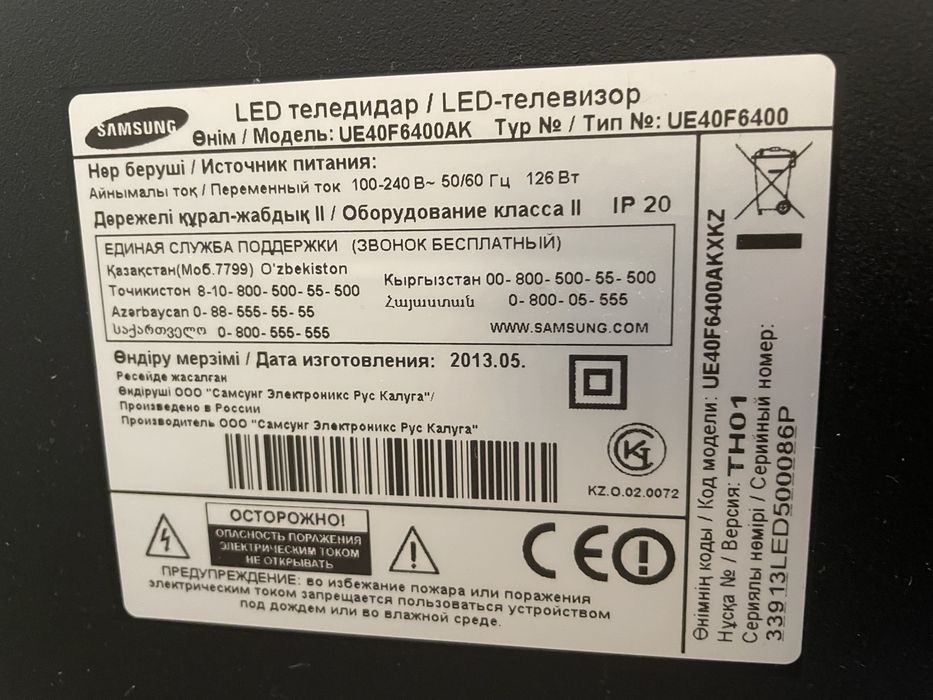 SAMSUNG
LED теледидар / LED-телевизор
Өнім / Модель: UE40F6400AK Түр № / Тип №: UE40F6400
Нәр беруші / Источник питания:
Айнымалы тоқ / Переменный ток 100-240 В~ 50/60 Гц 126 Вт
Дәрежелі құрал-жабдық II / Оборудование класса II IP 20
ЕДИНАЯ СЛУЖБА ПОДДЕРЖКИ (ЗВОНОК БЕСПЛАТНЫЙ)
Қазақстан(Моб.7799) O'zbekiston
Точикистон 8-10-800-500-55-500
Кыргызстан 00-800-500-55-500
Azərbaycan 0-88-555-55-55
Հայաստան 0-800-05-555
საქართველო 0-800-555-555
WWW.SAMSUNG.COM
Өндіру мерзімі / Дата изготовления: 2013.05.
Ресейде жасалған
Өндіруші ООО "Самсунг Электроникс Рус Калуга"/
Произведено в России
Производитель ООО "Самсунг Электроникс Рус Калуга"
KZ.O.02.0072
ОСТОРОЖНО!
ОПАСНОСТЬ ПОРАЖЕНИЯ
ЭЛЕКТРИЧЕСКИМ ТОКОМ
НЕ ОТКРЫВАТЬ
CE
ПРЕДУПРЕЖДЕНИЕ: во избежание пожара или поражения
электрическим током запрещается пользоваться устройством
под дождем или во влажной среде.
Өнімнің коды / Код модели: UE40F6400AKXKZ
Нұсқа № / Версия: TH01
Сериялы нөмірі / Серийный номер:
33913LED500086P